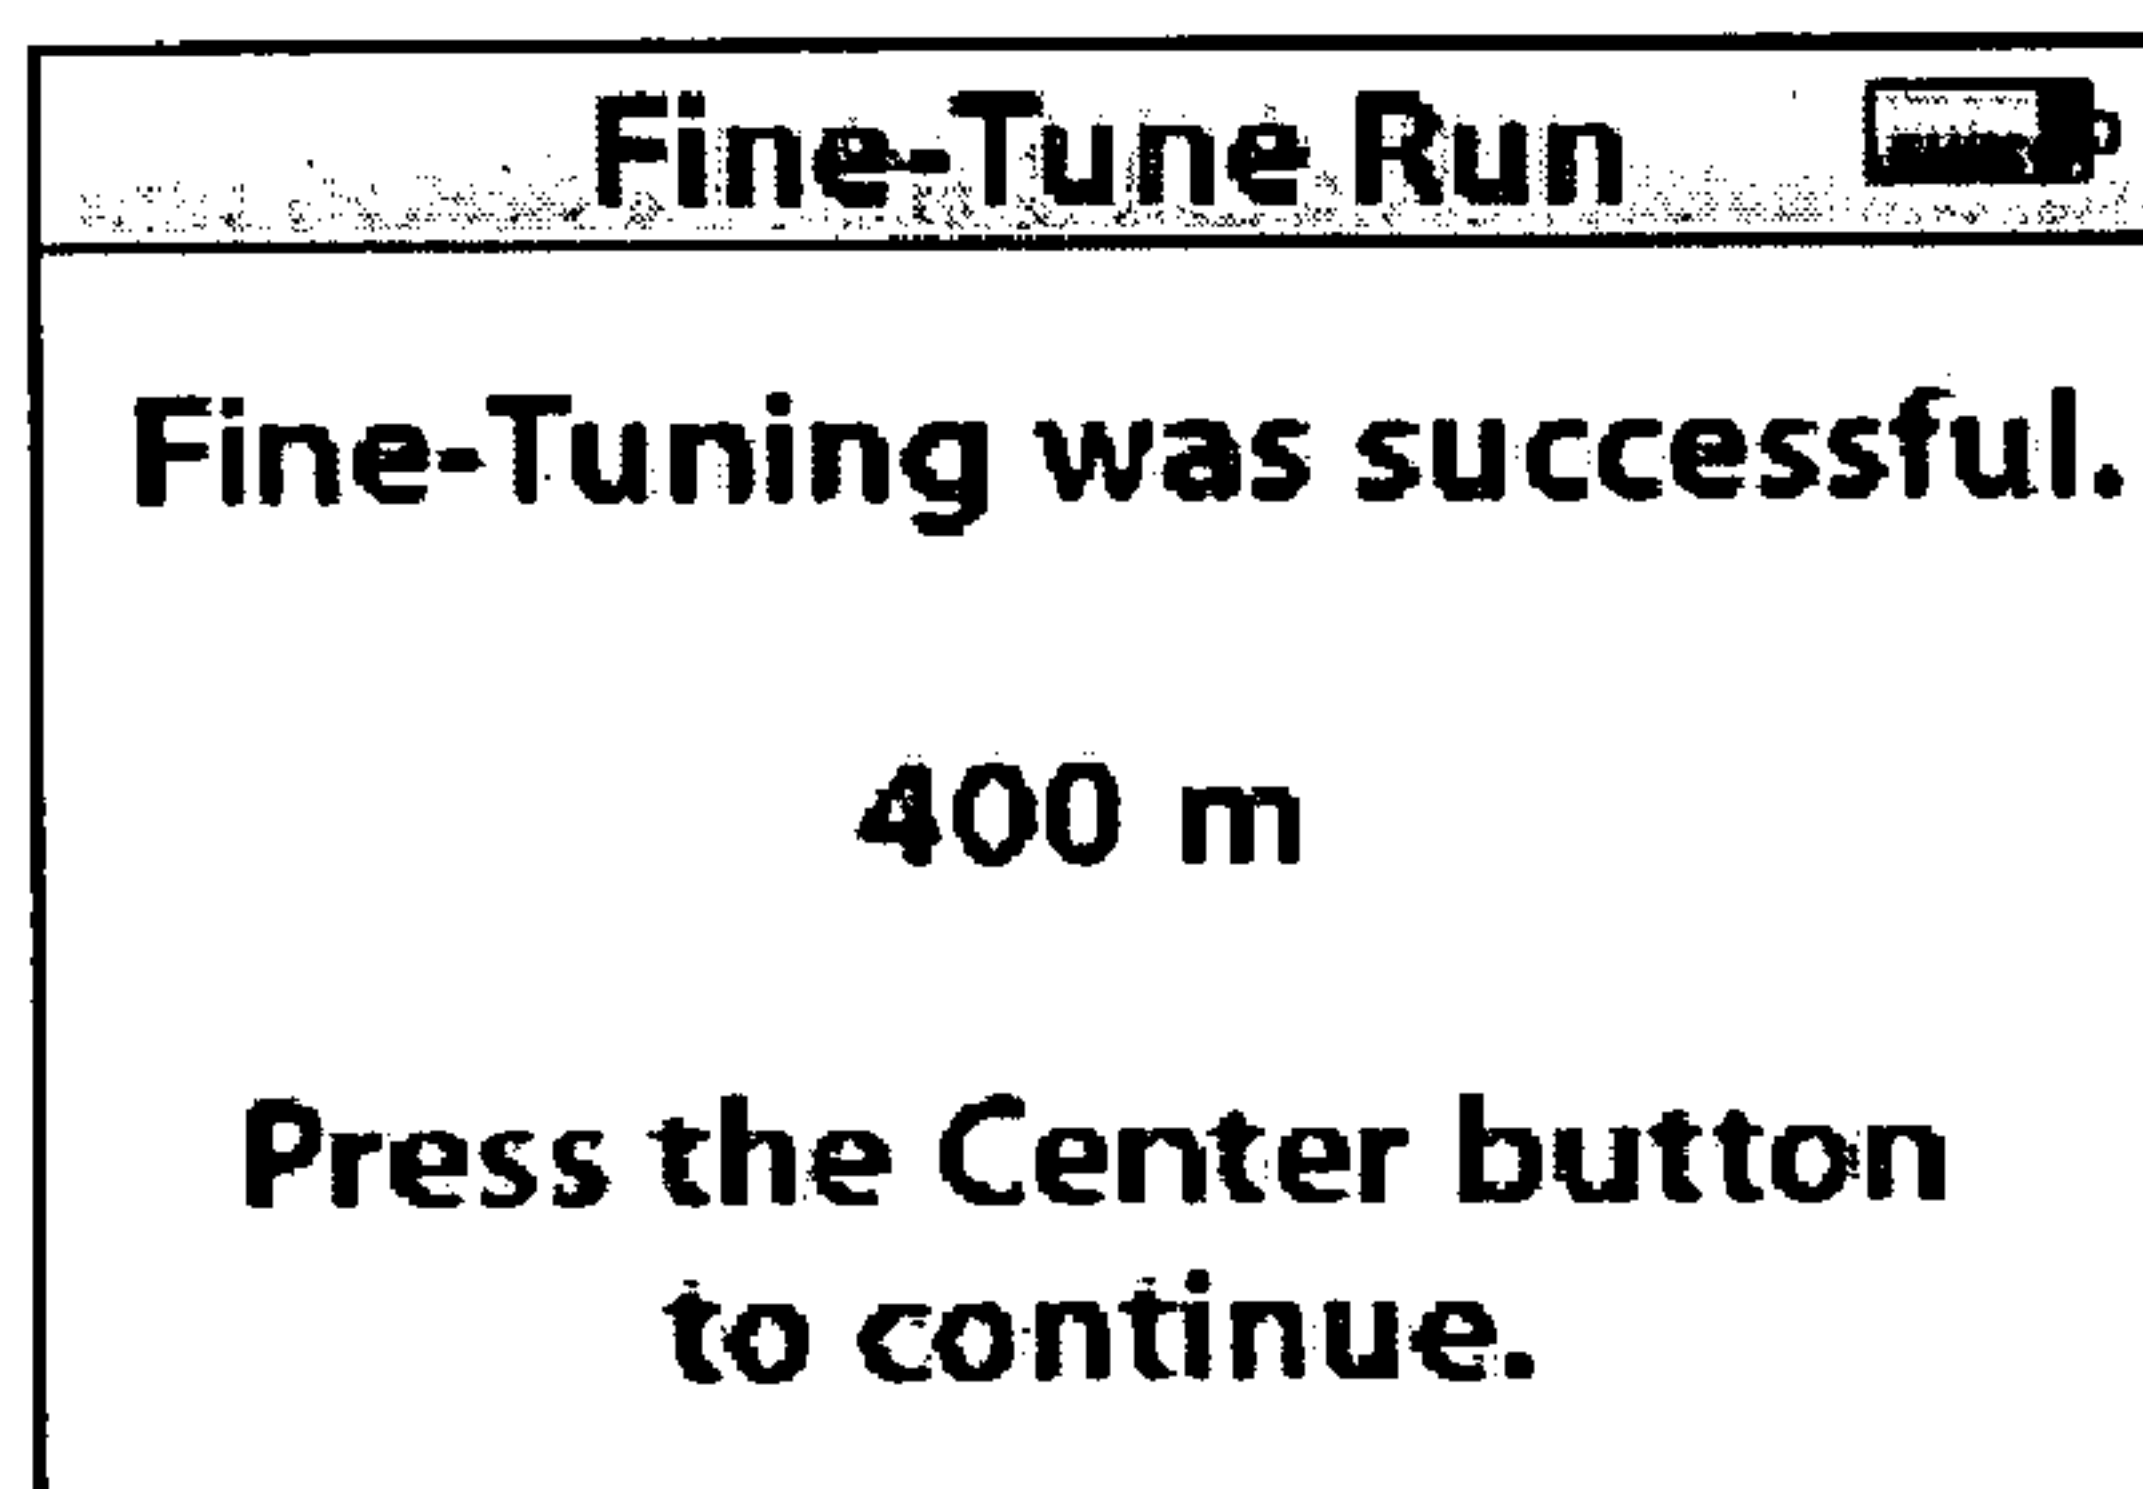 Fine-Tune Run
Fine-Tuning was successful.
400 m
Press the Center button
to continue.